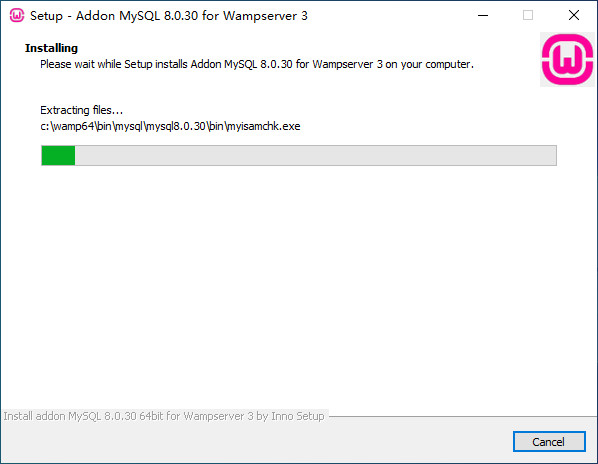 Setup - Addon MySQL 8.0.30 for Wampserver 3
Installing
Please wait while Setup installs Addon MySQL 8.0.30 for Wampserver 3 on your computer.
Extracting files...
c:\wamp64\bin\mysql\mysql8.0.30\bin\myisamchk.exe
Install addon MySQL 8.0.30 64bit for Wampserver 3 by Inno Setup
Cancel